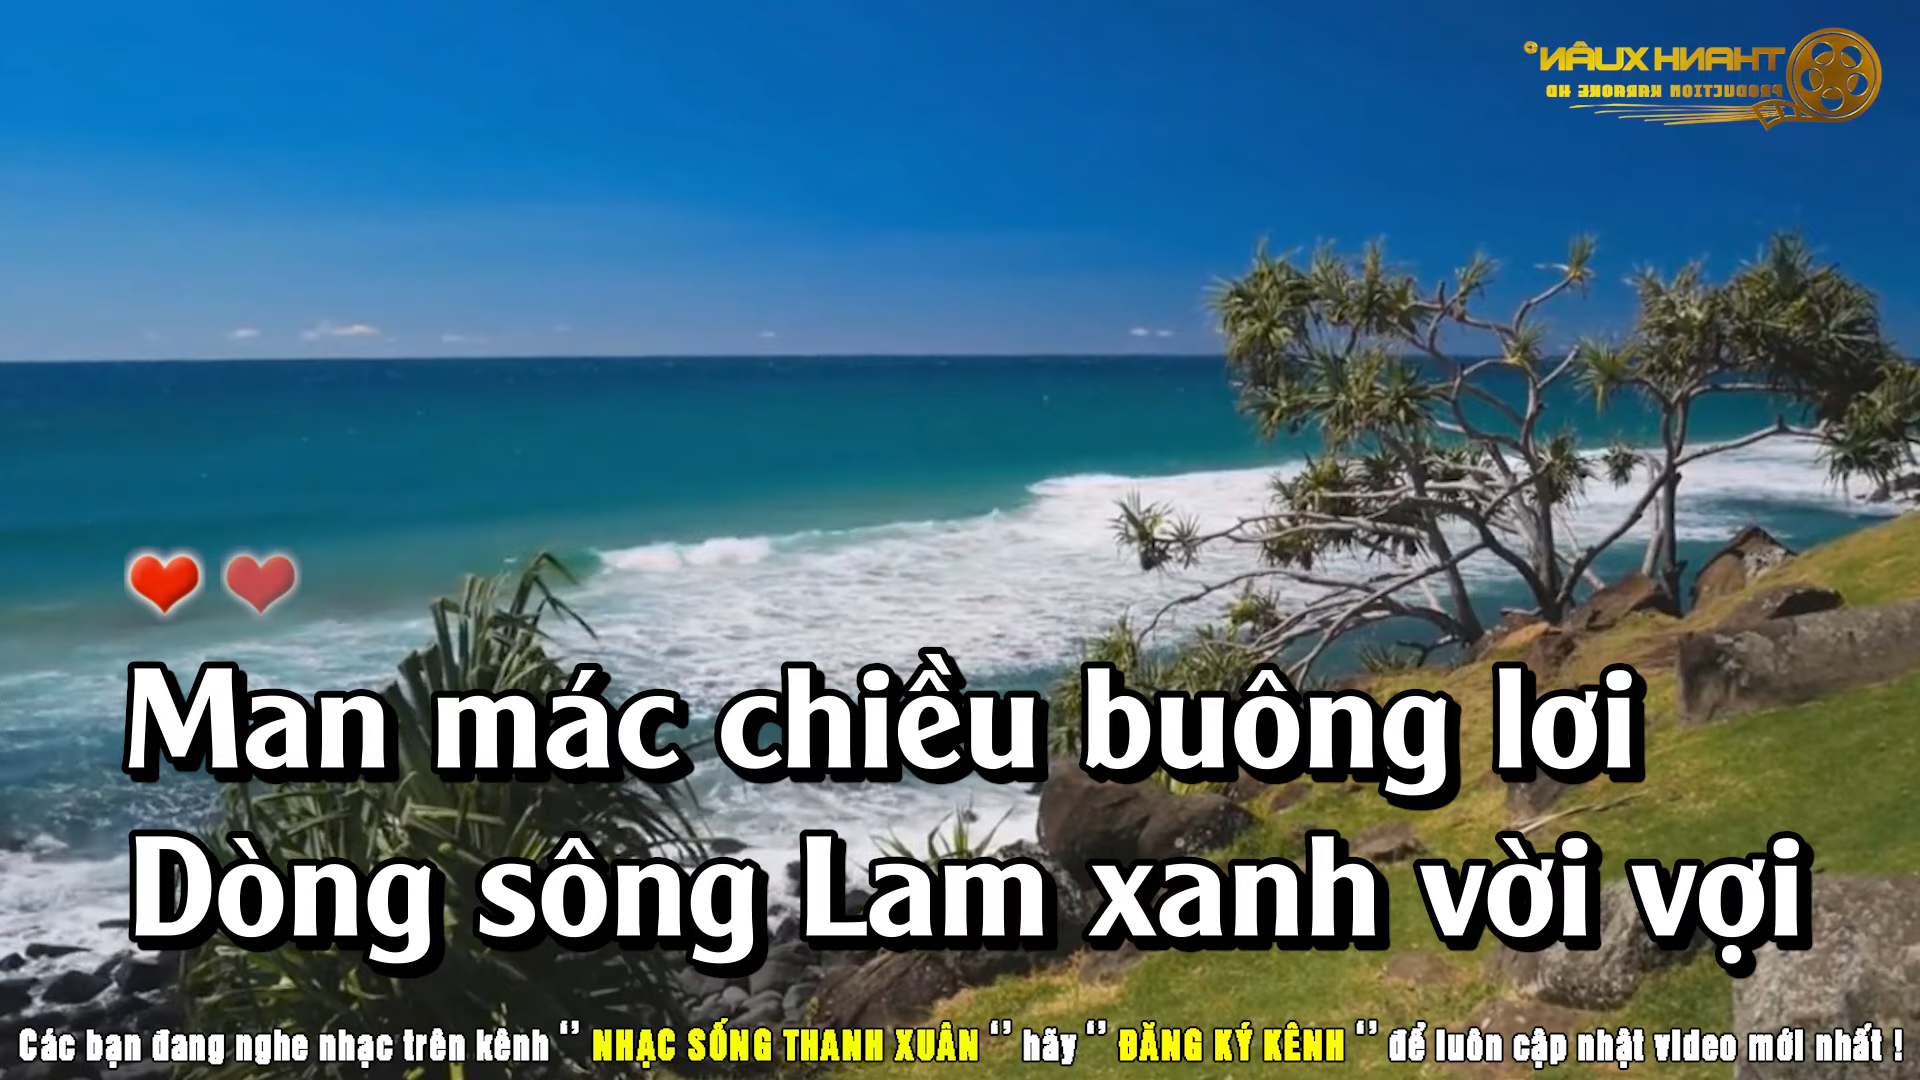 THANH XUÂN
PRODUCTION KARAOKE HD
Man mác chiều buông lơi
Dòng sông Lam xanh vời vợi
Các bạn đang nghe nhạc trên kênh “ NHẠC SỐNG THANH XUÂN “ hãy “ ĐĂNG KÝ KÊNH “ để luôn cập nhật video mới nhất !